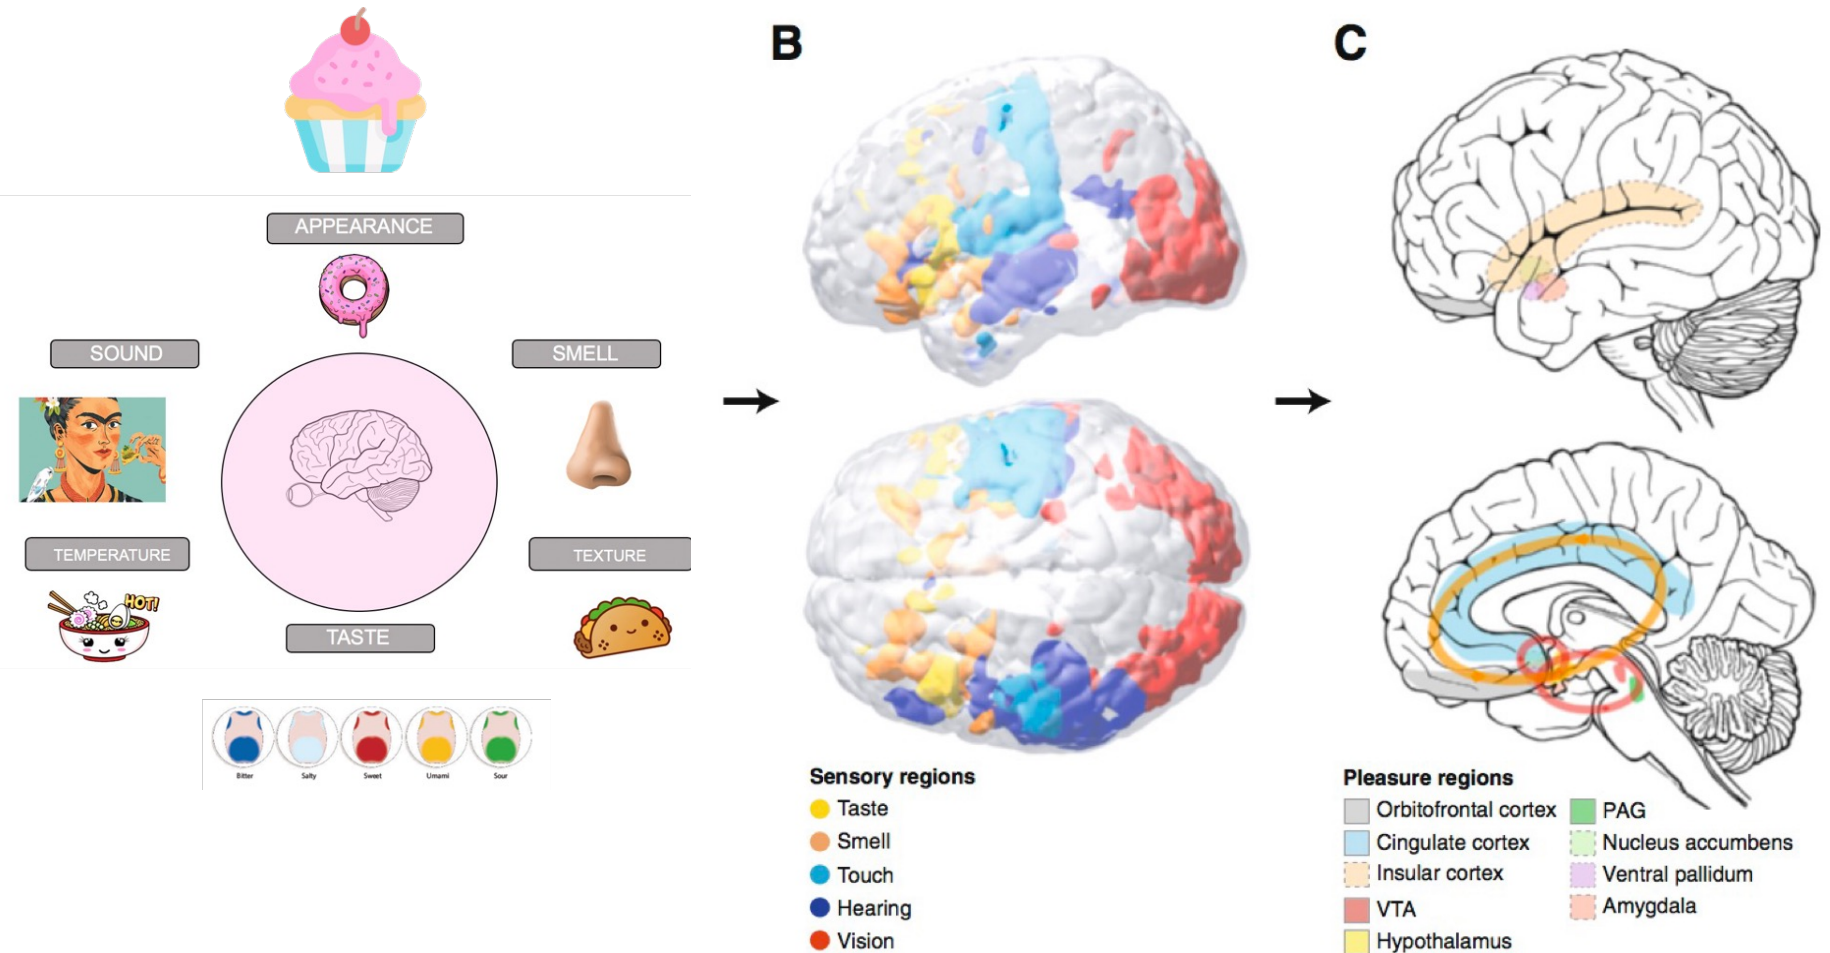 APPEARANCE
SOUND
SMELL
HOT!
TEMPERATURE
TEXTURE
TASTE
Bitter
Salty
Sweet
Umami
Sour
B
Sensory regions
Taste
Smell
Touch
Hearing
Vision
C
Pleasure regions
Orbitofrontal cortex
Cingulate cortex
Insular cortex
VTA
Hypothalamus
PAG
Nucleus accumbens
Ventral pallidum
Amygdala